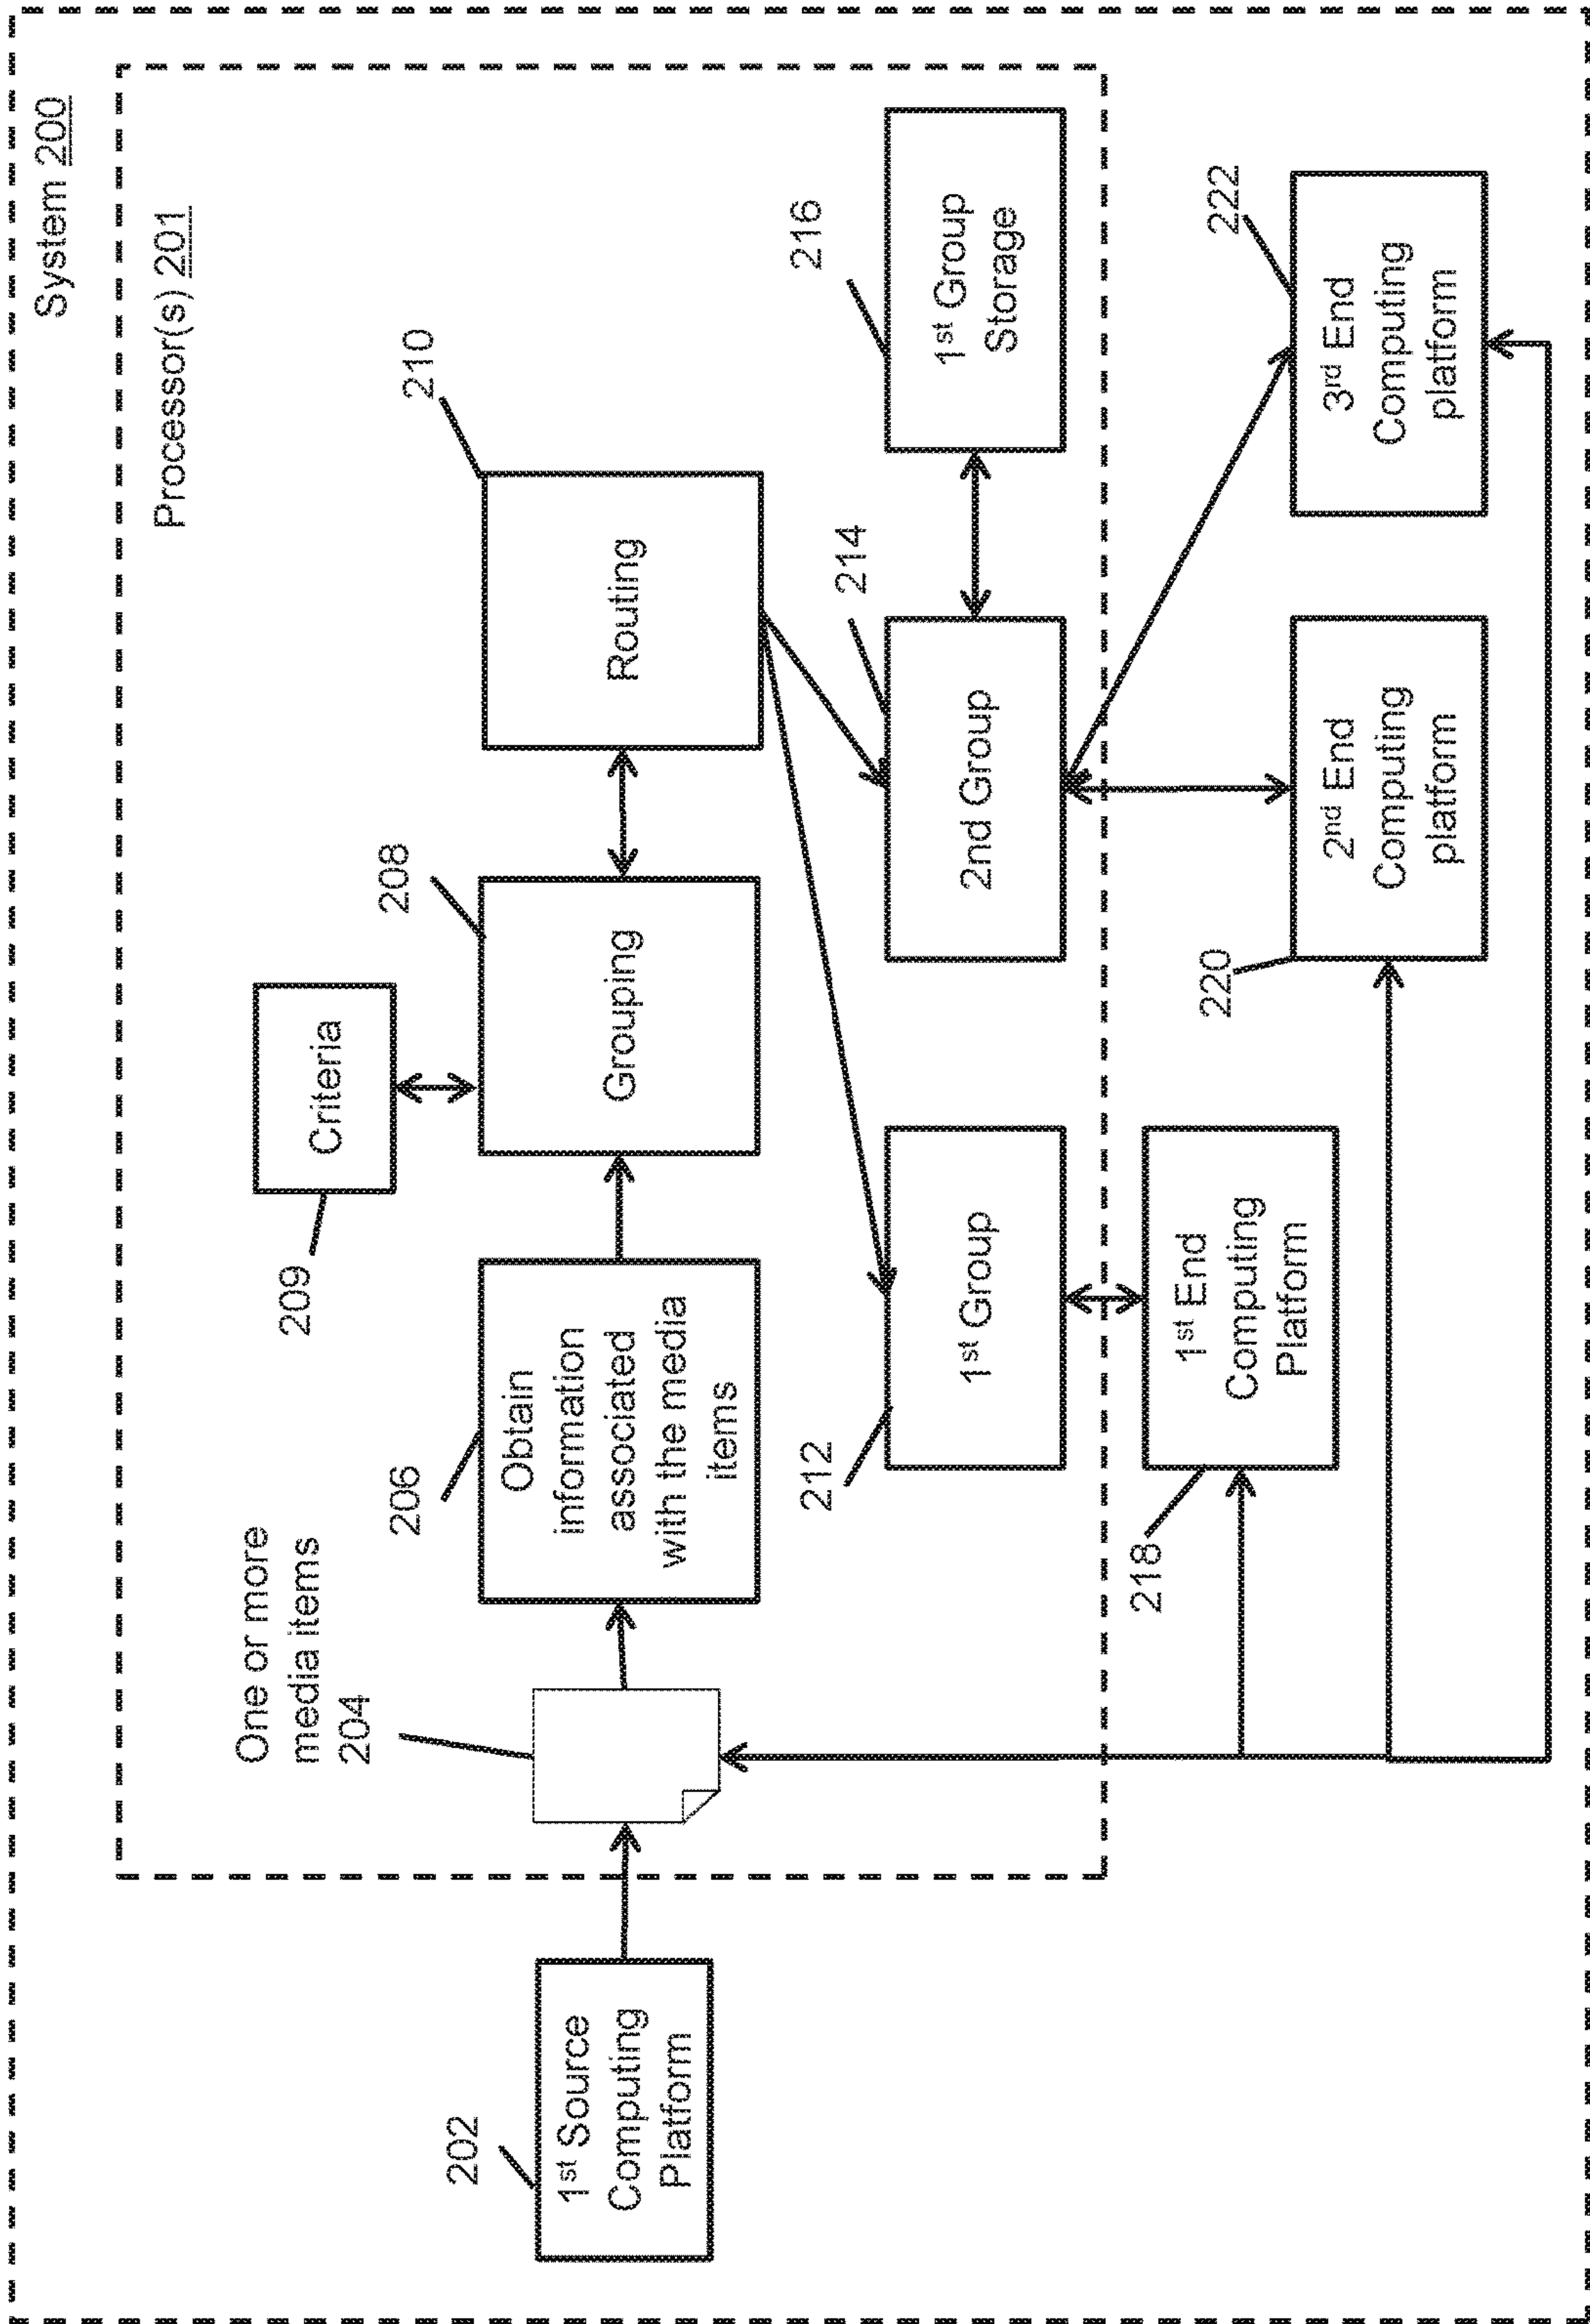 System 200
Processor(s) 201
One or more
media items
204
209
Criteria
206
208
210
202
1st Source
Computing
Platform
Obtain
information
associated
with the media
items
Grouping
Routing
212
214
216
1st Group
2nd Group
1st Group
Storage
218
220
222
1st End
Computing
Platform
2nd End
Computing
platform
3rd End
Computing
platform